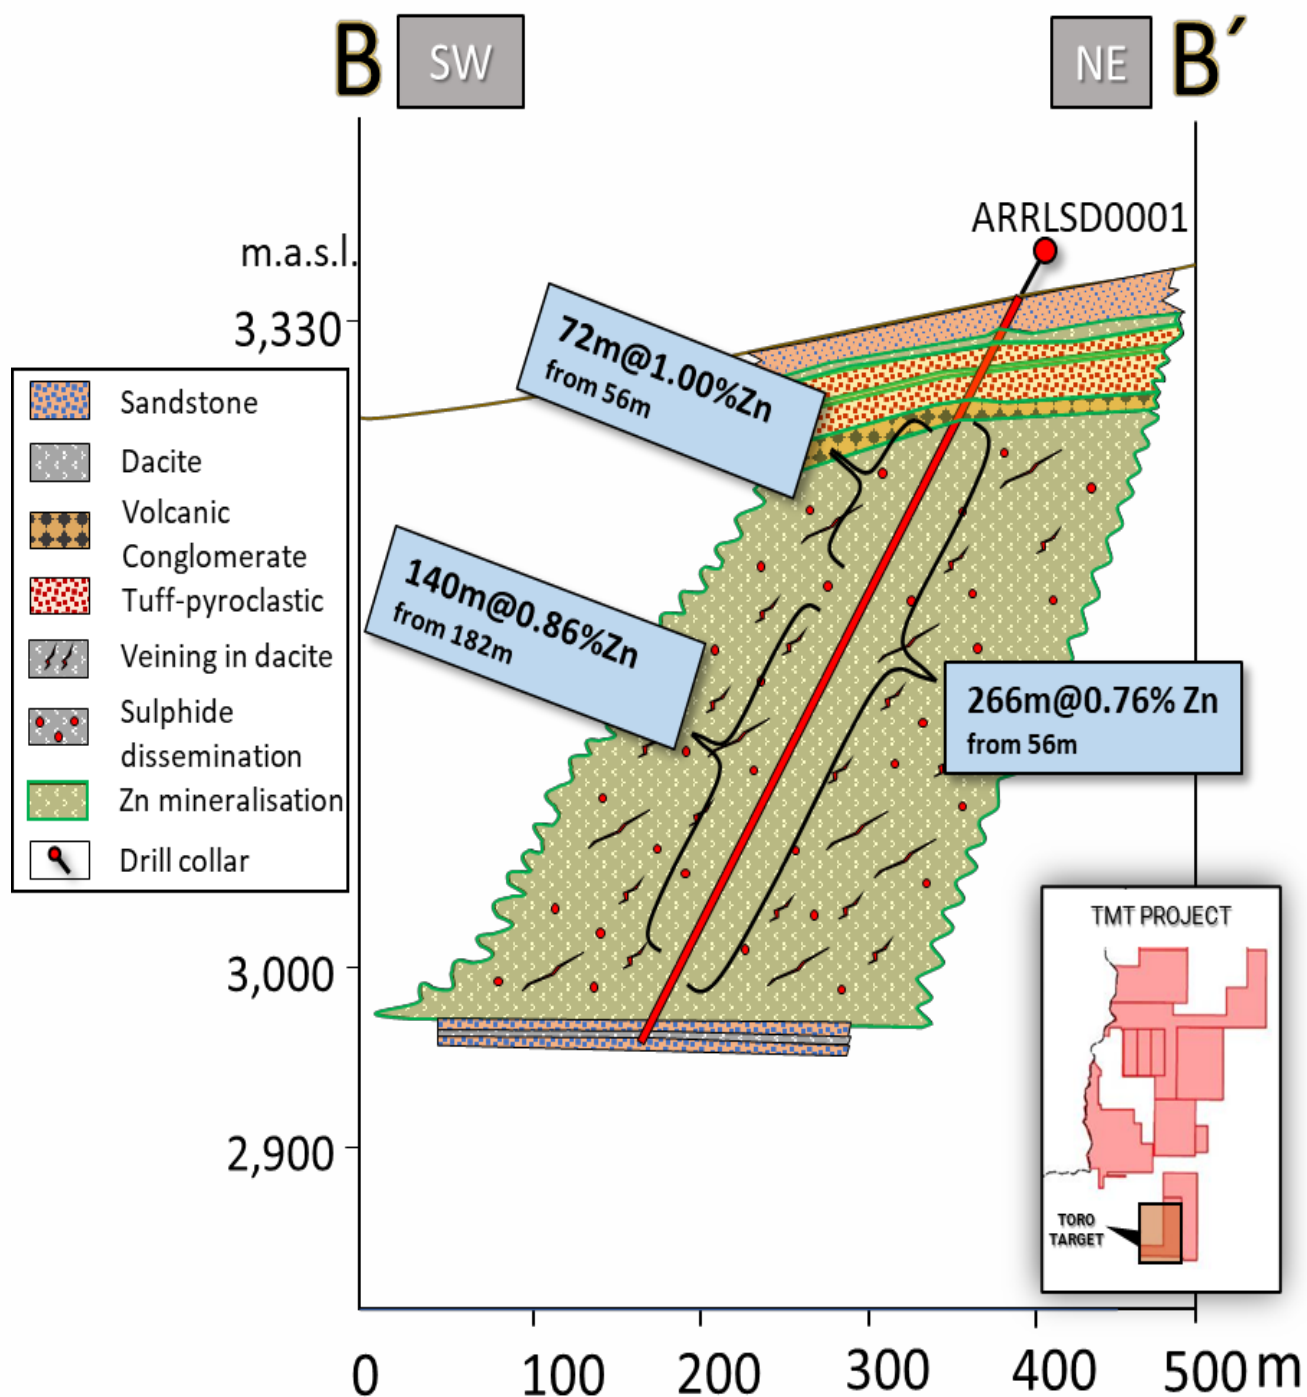 B SW NE B´
ARRLSD0001
m.a.s.l.
3,330
72m@1.00%Zn
from 56m
Sandstone
Dacite
Volcanic
Conglomerate
Tuff-pyroclastic
Veining in dacite
Sulphide
dissemination
Zn mineralisation
Drill collar
140m@0.86%Zn
from 182m
266m@0.76% Zn
from 56m
3,000
2,900
TMT PROJECT
TORO
TARGET
0 100 200 300 400 500 m